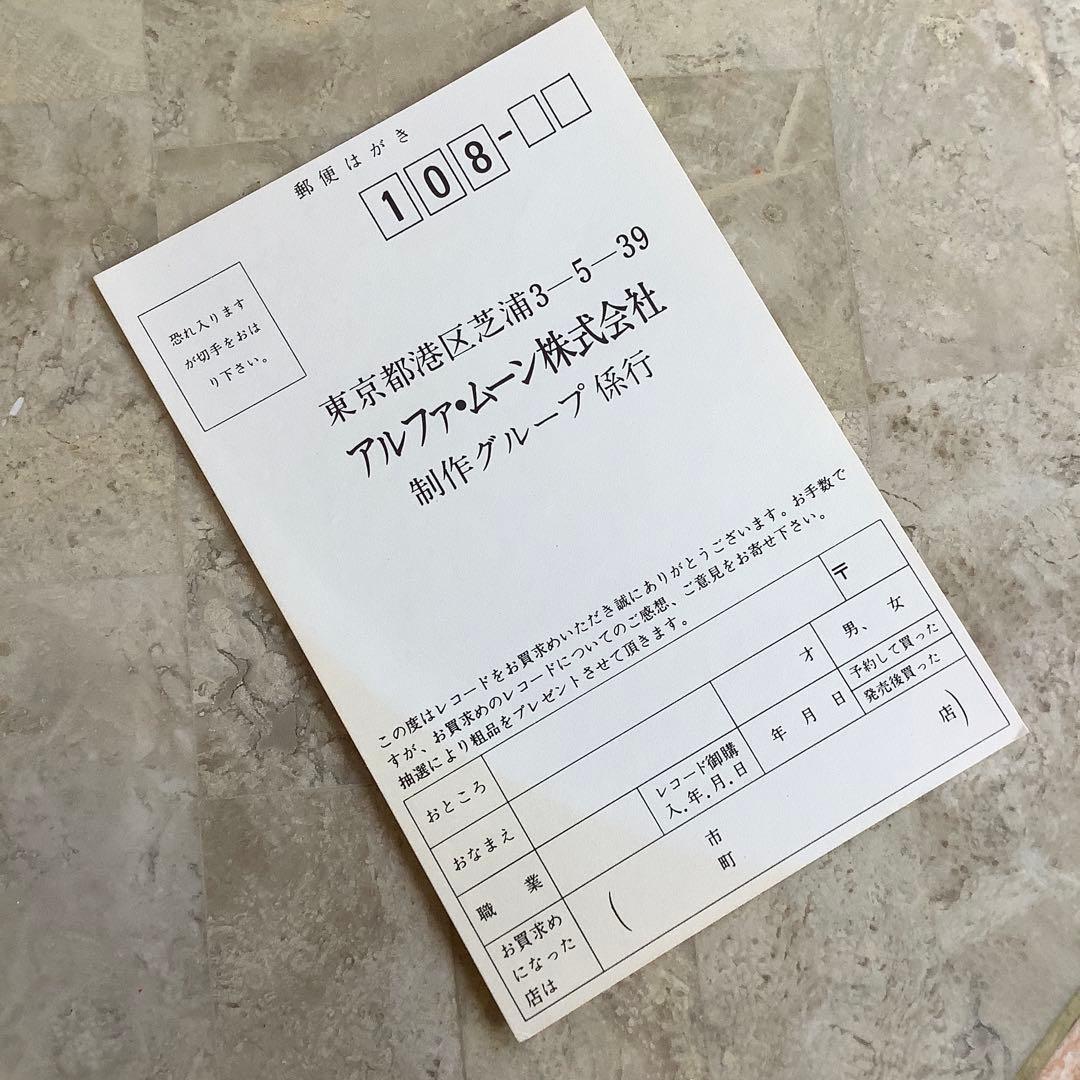 郵便はがき
108-
恐れ入ります
が切手をおは
り下さい。
東京都港区芝浦3―5―39
アルファ・ムーン株式会社
制作グループ 係行
この度はレコードをお買求めいただき誠にありがとうございます。お手数で
すが、お買求めのレコードについてのご感想、ご意見をお寄せ下さい。
抽選により粗品をプレゼントさせて頂きます。
おところ
〒
おなまえ
才
男、女
職業
レコード御購
入.年.月.日
年 月 日
予約して買った
発売後買った
お買求め
になった
店は
市
町
( 店)